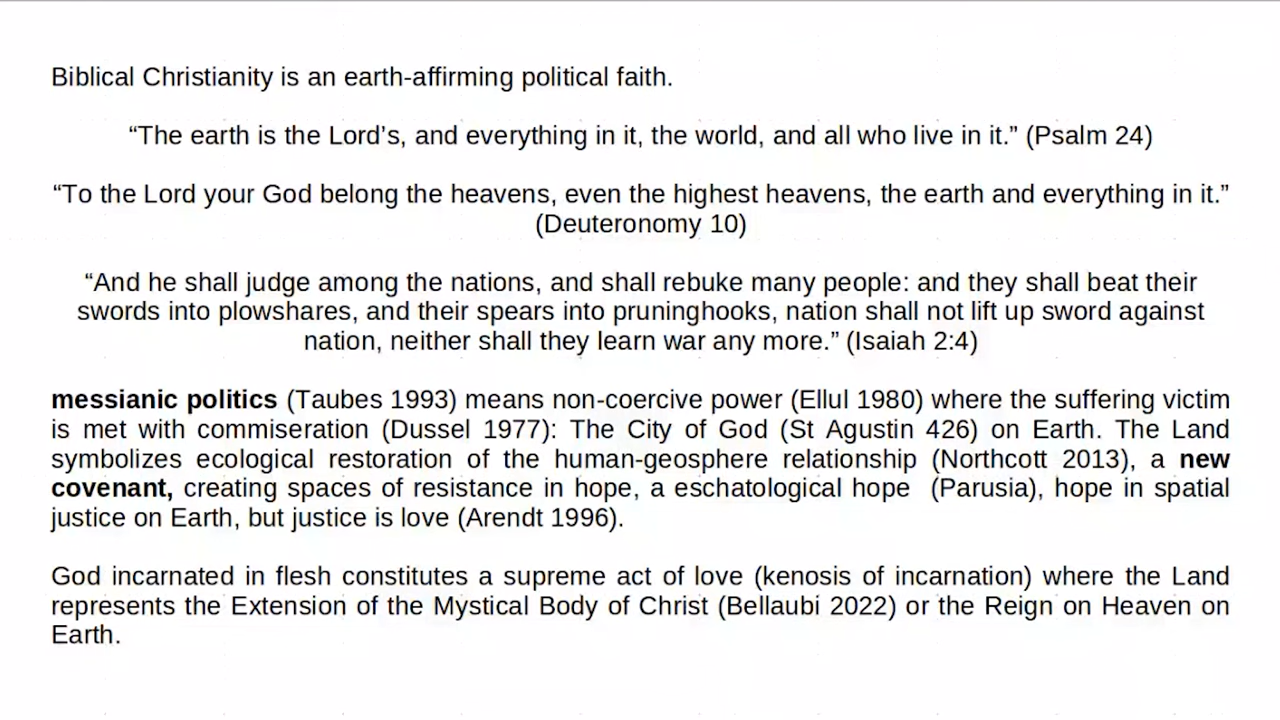 Biblical Christianity is an earth-affirming political faith.
“The earth is the Lord’s, and everything in it, the world, and all who live in it.” (Psalm 24)
“To the Lord your God belong the heavens, even the highest heavens, the earth and everything in it.”
(Deuteronomy 10)
“And he shall judge among the nations, and shall rebuke many people: and they shall beat their
swords into plowshares, and their spears into pruninghooks, nation shall not lift up sword against
nation, neither shall they learn war any more.” (Isaiah 2:4)
messianic politics (Taubes 1993) means non-coercive power (Ellul 1980) where the suffering victim
is met with commiseration (Dussel 1977): The City of God (St Agustin 426) on Earth. The Land
symbolizes ecological restoration of the human-geosphere relationship (Northcott 2013), a new
covenant, creating spaces of resistance in hope, a eschatological hope (Parusia), hope in spatial
justice on Earth, but justice is love (Arendt 1996).
God incarnated in flesh constitutes a supreme act of love (kenosis of incarnation) where the Land
represents the Extension of the Mystical Body of Christ (Bellaubi 2022) or the Reign on Heaven on
Earth.